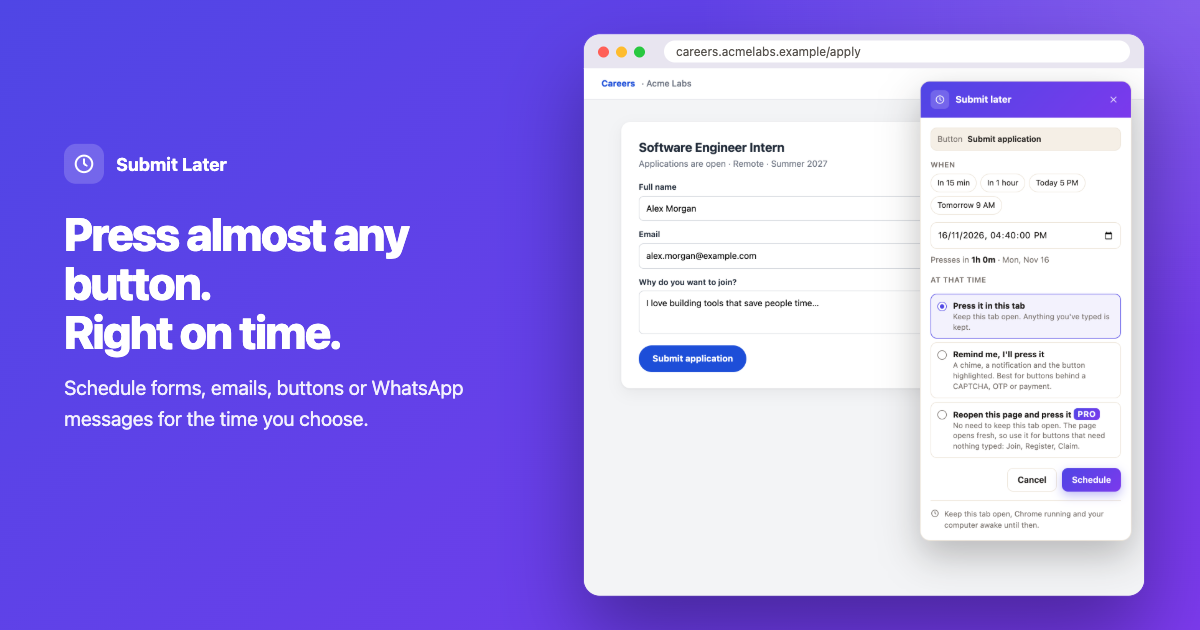 Submit Later
Press almost any
button.
Right on time.
Schedule forms, emails, buttons or WhatsApp
messages for the time you choose.
careers.acmelabs.example/apply
Careers · Acme Labs
Software Engineer Intern
Applications are open · Remote · Summer 2027
Full name
Alex Morgan
Email
alex.morgan@example.com
Why do you want to join?
I love building tools that save people time...
Submit application
Submit later ×
Button Submit application
WHEN
In 15 min In 1 hour Today 5 PM
Tomorrow 9 AM
16/11/2026, 04:40:00 PM
Presses in 1h 0m · Mon, Nov 16
AT THAT TIME
Press it in this tab
Keep this tab open. Anything you've typed is
kept.
Remind me, I'll press it
A chime, a notification and the button
highlighted. Best for buttons behind a
CAPTCHA, OTP or payment.
Reopen this page and press it PRO
No need to keep this tab open. The page
opens fresh, so use it for buttons that need
nothing typed: Join, Register, Claim.
Cancel Schedule
Keep this tab open, Chrome running and your
computer awake until then.